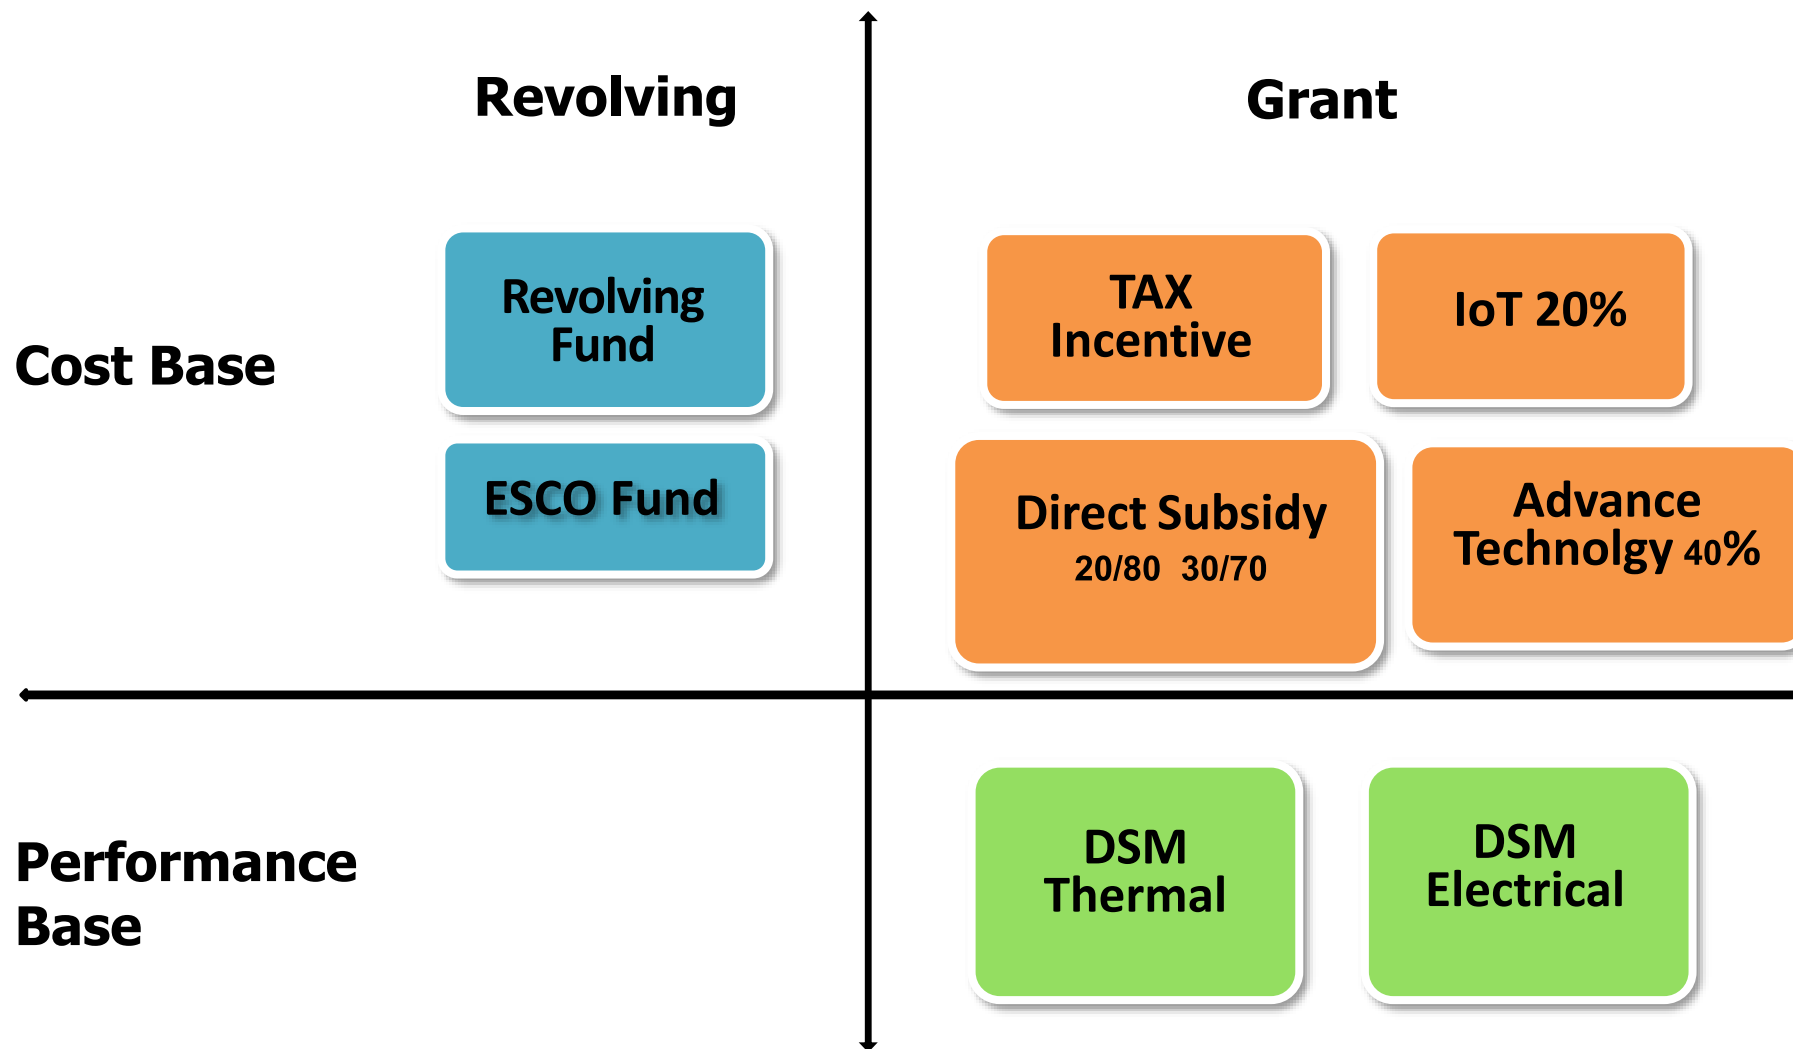 Revolving
Grant
Cost Base
Revolving
Fund
TAX
Incentive
IoT 20%
ESCO Fund
Direct Subsidy
20/80 30/70
Advance
Technolgy 40%
Performance
Base
DSM
Thermal
DSM
Electrical